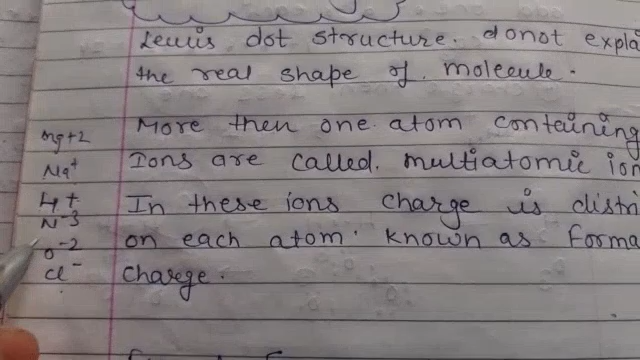 Lewis dot structure. donot expla
the real shape of molecule.
Mg+2
More then one atom containing
Na+
Ions are called. multiatomic ion
H+
In these ions charge is distri
N-3
on each atom. known as Forma
O-2
Cl-
charge.